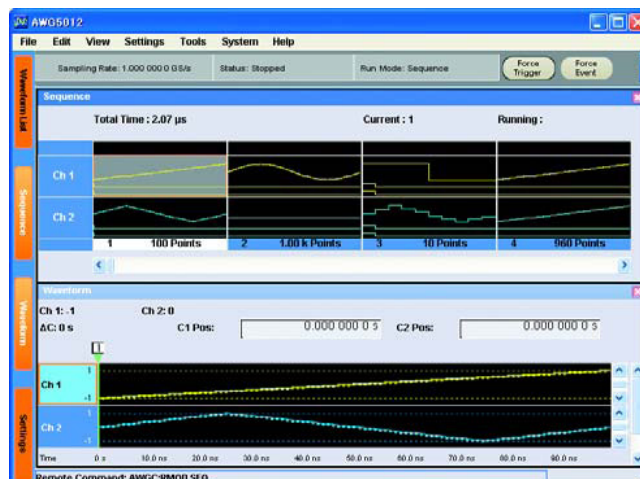 AWG5012
File Edit View Settings Tools System Help
Sampling Rate: 1.000 000 0 GS/s Status: Stopped Run Mode: Sequence Force Trigger Force Event
Waveform List
Sequence
Waveform
Settings
Sequence
Total Time : 2.07 µs Current : 1 Running :
Ch 1
Ch 2
1 100 Points 2 1.00 k Points 3 10 Points 4 960 Points
Waveform
Ch 1: -1 Ch 2: 0
ΔC: 0 s C1 Pos: 0.000 000 0 s C2 Pos: 0.000 000 0 s
Ch 1 1 -1
Ch 2 1 -1
Time 0 s 10.0 ns 20.0 ns 30.0 ns 40.0 ns 50.0 ns 60.0 ns 70.0 ns 80.0 ns 90.0 ns
Remote Command: AWGC:RMOD SEQ